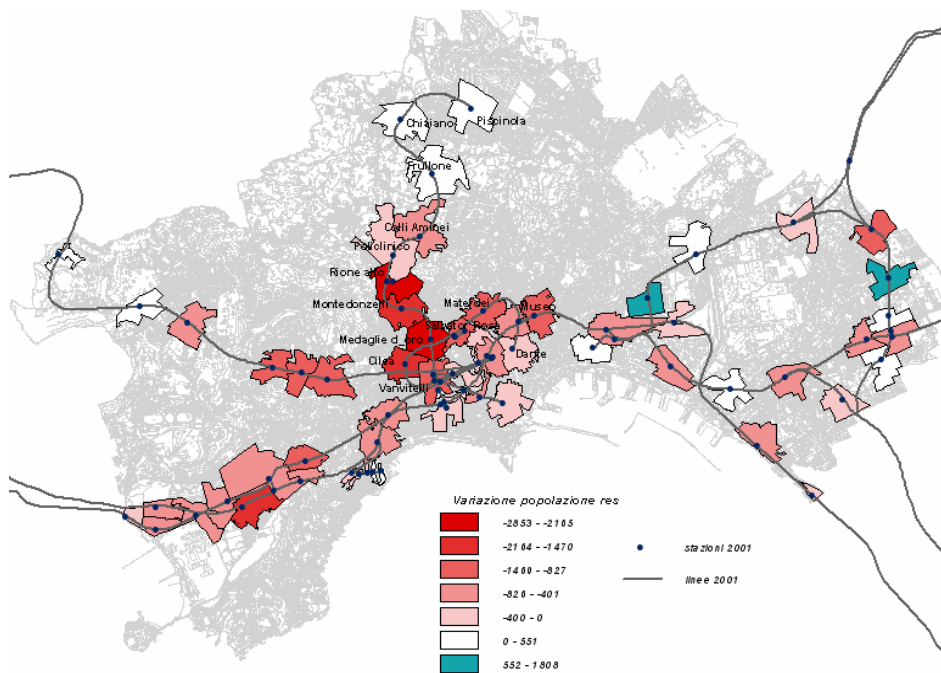 Chiaiano
Piscinola
Frullone
Colli Aminei
Policlinico
Rione alto
Montedonzelli
Materdei
Museo
Salvator Rosa
Medaglie d_oro
Dante
Cilea
Vanvitelli
Variazione popolazione res
-2853 - -2165
-2164 - -1470
-1469 - -827
-826 - -401
-400 - 0
0 - 551
552 - 1808
stazioni 2001
linee 2001